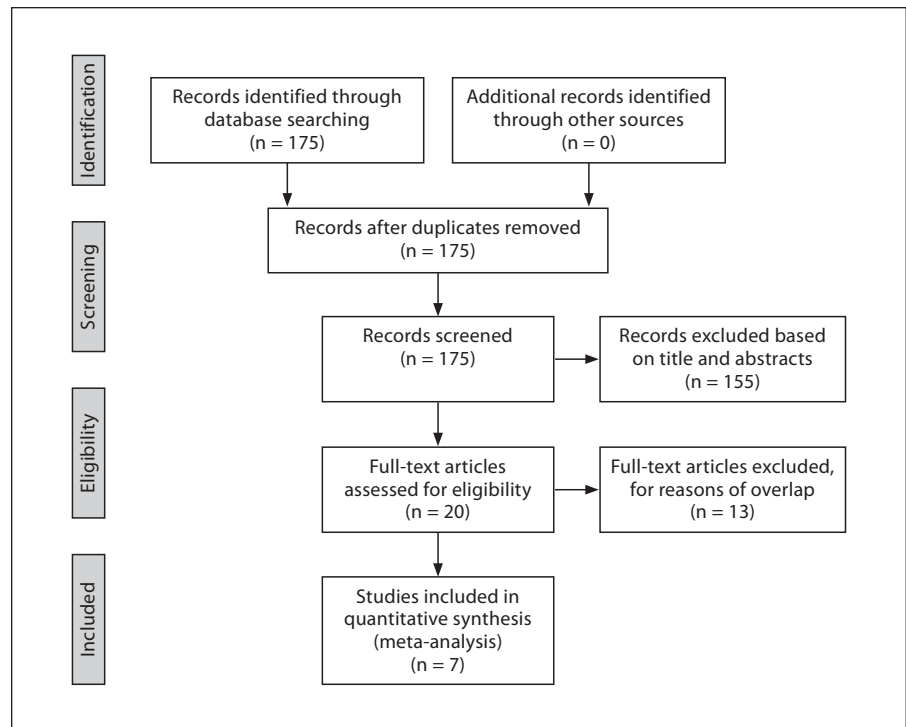 Identification
Records identified through
database searching
(n = 175)
Additional records identified
through other sources
(n = 0)
Screening
Records after duplicates removed
(n = 175)
Records screened
(n = 175)
Records excluded based
on title and abstracts
(n = 155)
Eligibility
Full-text articles
assessed for eligibility
(n = 20)
Full-text articles excluded,
for reasons of overlap
(n = 13)
Included
Studies included in
quantitative synthesis
(meta-analysis)
(n = 7)